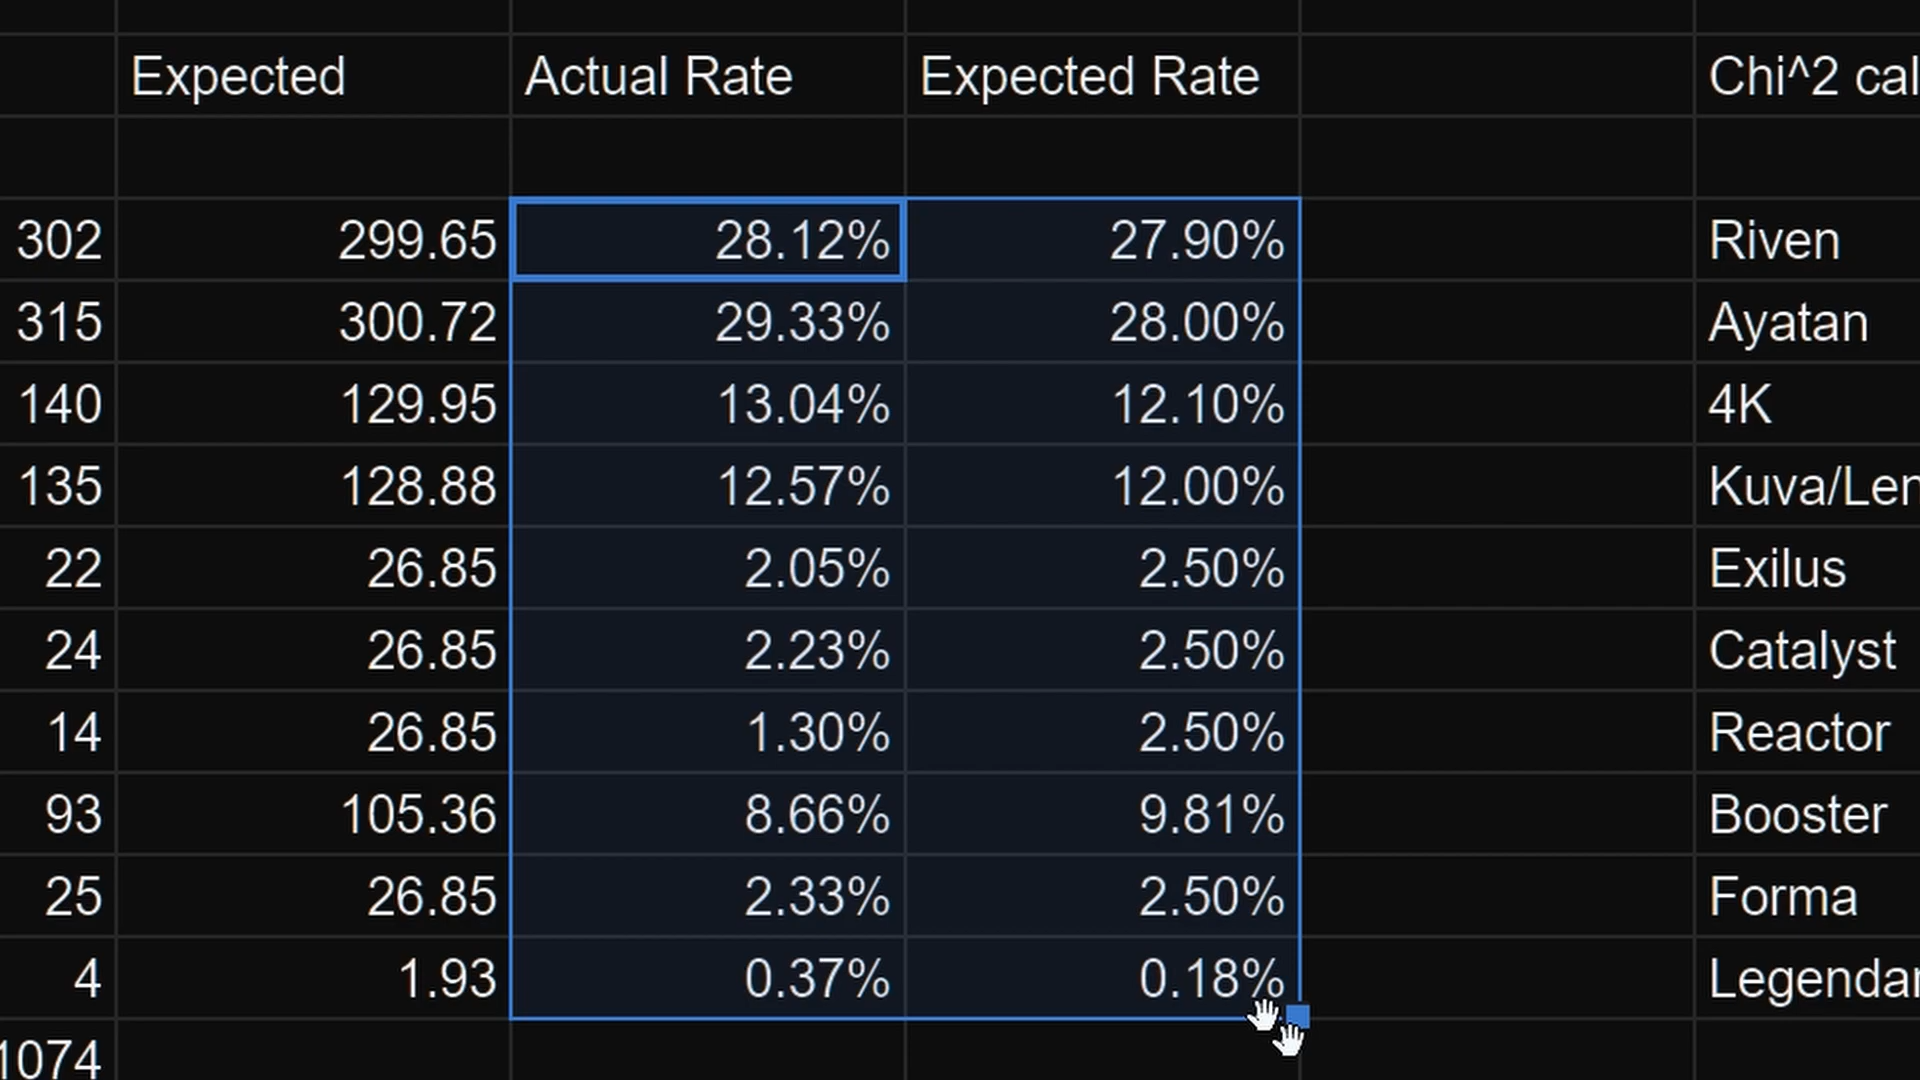 Expected Actual Rate Expected Rate Chi^2 cal
302 299.65 28.12% 27.90% Riven
315 300.72 29.33% 28.00% Ayatan
140 129.95 13.04% 12.10% 4K
135 128.88 12.57% 12.00% Kuva/Len
22 26.85 2.05% 2.50% Exilus
24 26.85 2.23% 2.50% Catalyst
14 26.85 1.30% 2.50% Reactor
93 105.36 8.66% 9.81% Booster
25 26.85 2.33% 2.50% Forma
4 1.93 0.37% 0.18% Legendar
1074